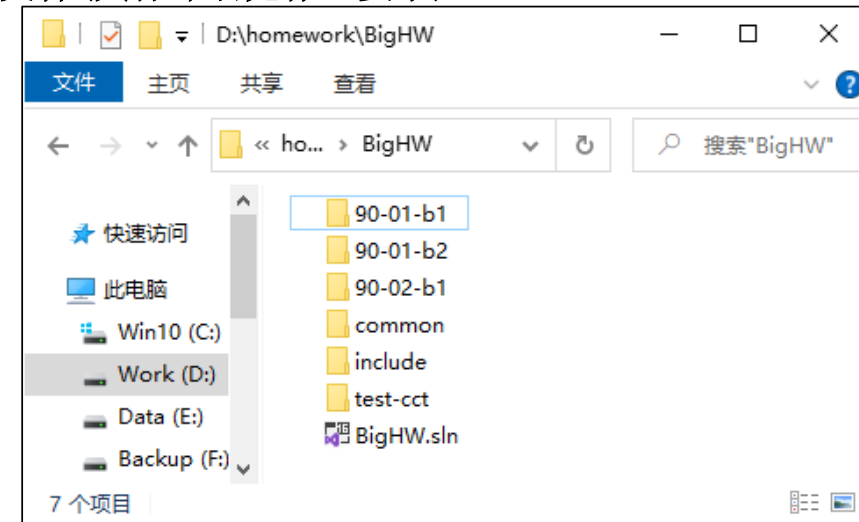 D:\homework\BigHW
文件 主页 共享 查看
« ho... › BigHW 搜索"BigHW"
快速访问
此电脑
Win10 (C:)
Work (D:)
Data (E:)
Backup (F:)
90-01-b1
90-01-b2
90-02-b1
common
include
test-cct
BigHW.sln
7 个项目